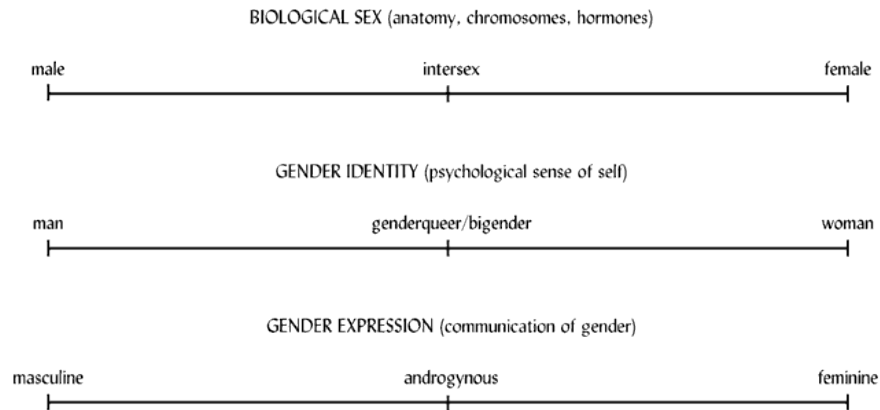 BIOLOGICAL SEX (anatomy, chromosomes, hormones)
male intersex female
GENDER IDENTITY (psychological sense of self)
man genderqueer/bigender woman
GENDER EXPRESSION (communication of gender)
masculine androgynous feminine